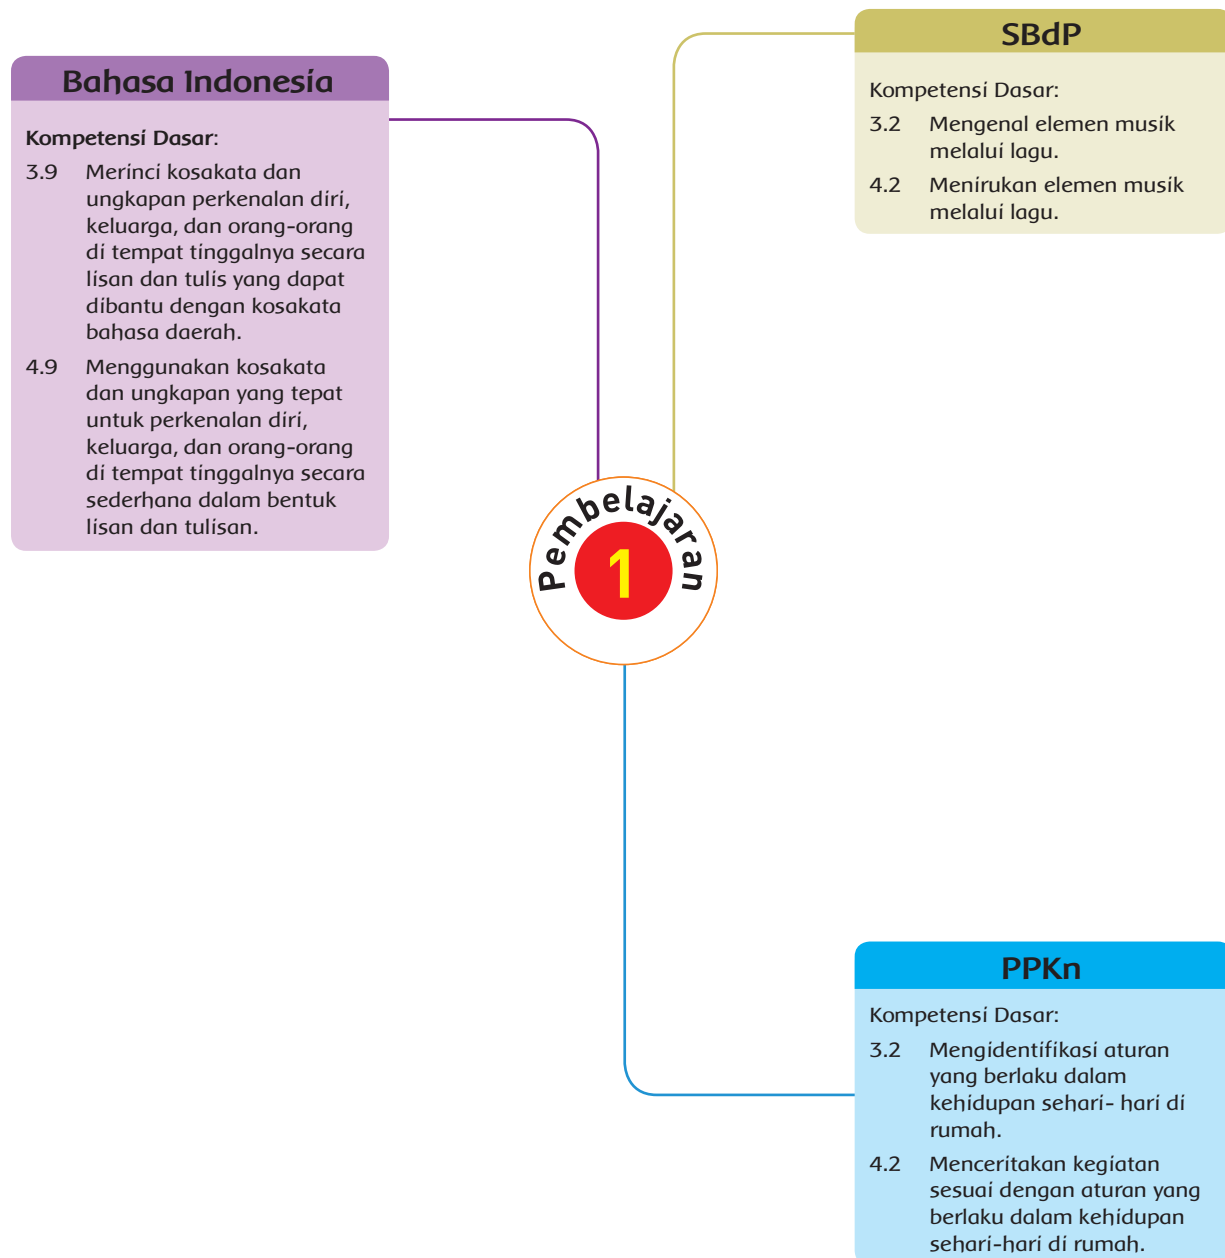 Bahasa Indonesia
Kompetensi Dasar:
3.9 Merinci kosakata dan
ungkapan perkenalan diri,
keluarga, dan orang-orang
di tempat tinggalnya secara
lisan dan tulis yang dapat
dibantu dengan kosakata
bahasa daerah.
4.9 Menggunakan kosakata
dan ungkapan yang tepat
untuk perkenalan diri,
keluarga, dan orang-orang
di tempat tinggalnya secara
sederhana dalam bentuk
lisan dan tulisan.
SBdP
Kompetensi Dasar:
3.2 Mengenal elemen musik
melalui lagu.
4.2 Menirukan elemen musik
melalui lagu.
Pembelajaran
1
PPKn
Kompetensi Dasar:
3.2 Mengidentifikasi aturan
yang berlaku dalam
kehidupan sehari- hari di
rumah.
4.2 Menceritakan kegiatan
sesuai dengan aturan yang
berlaku dalam kehidupan
sehari-hari di rumah.